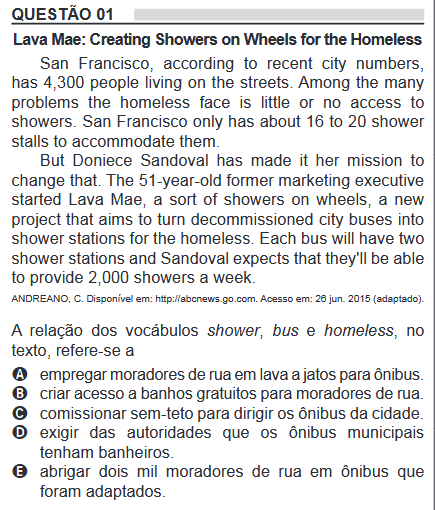 QUESTÃO 01
Lava Mae: Creating Showers on Wheels for the Homeless
San Francisco, according to recent city numbers,
has 4,300 people living on the streets. Among the many
problems the homeless face is little or no access to
showers. San Francisco only has about 16 to 20 shower
stalls to accommodate them.
But Doniece Sandoval has made it her mission to
change that. The 51-year-old former marketing executive
started Lava Mae, a sort of showers on wheels, a new
project that aims to turn decommissioned city buses into
shower stations for the homeless. Each bus will have two
shower stations and Sandoval expects that they'll be able
to provide 2,000 showers a week.
ANDREANO, C. Disponível em: http://abcnews.go.com. Acesso em: 26 jun. 2015 (adaptado).
A relação dos vocábulos shower, bus e homeless, no
texto, refere-se a
A empregar moradores de rua em lava a jatos para ônibus.
B criar acesso a banhos gratuitos para moradores de rua.
C comissionar sem-teto para dirigir os ônibus da cidade.
D exigir das autoridades que os ônibus municipais
tenham banheiros.
E abrigar dois mil moradores de rua em ônibus que
foram adaptados.